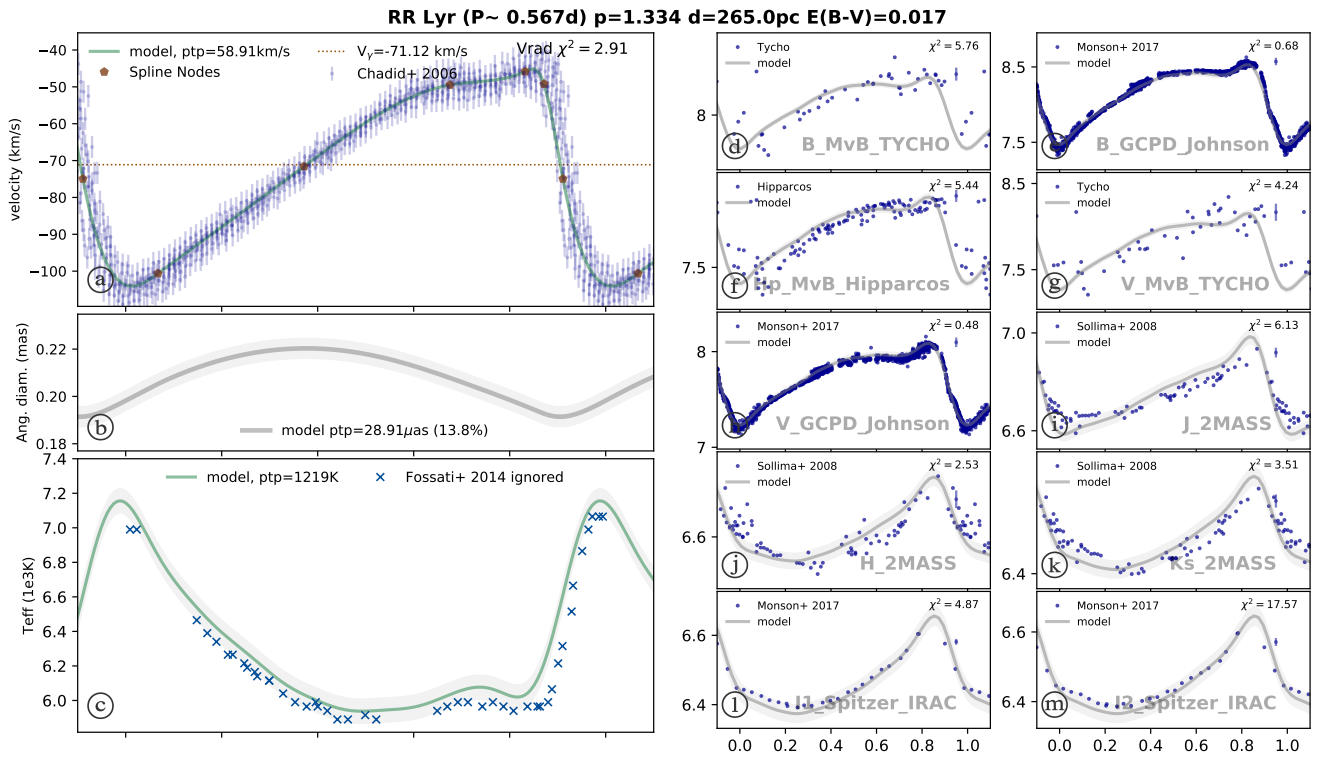 RR Lyr (P~ 0.567d) p=1.334 d=265.0pc E(B-V)=0.017
velocity (km/s)
−40
−50
−60
−70
−80
−90
−100
model, ptp=58.91km/s
Spline Nodes
Vγ=-71.12 km/s
Chadid+ 2006
Vrad χ² = 2.91
a
Ang. diam. (mas)
0.22
0.20
0.18
model ptp=28.91μas (13.8%)
b
Teff (1e3K)
7.4
7.2
7.0
6.8
6.6
6.4
6.2
6.0
model, ptp=1219K
Fossati+ 2014 ignored
c
8
Tycho
model
χ² = 5.76
B_MvB_TYCHO
d
8.5
7.5
Monson+ 2017
model
χ² = 0.68
B_GCPD_Johnson
7.5
Hipparcos
model
χ² = 5.44
Hp_MvB_Hipparcos
f
8.5
7.5
Tycho
model
χ² = 4.24
V_MvB_TYCHO
g
8
7
Monson+ 2017
model
χ² = 0.48
V_GCPD_Johnson
7.0
6.6
Sollima+ 2008
model
χ² = 6.13
J_2MASS
i
6.6
Sollima+ 2008
model
χ² = 2.53
H_2MASS
j
6.4
Sollima+ 2008
model
χ² = 3.51
Ks_2MASS
k
6.6
6.4
Monson+ 2017
model
χ² = 4.87
I1_Spitzer_IRAC
l
0.0 0.2 0.4 0.6 0.8 1.0
6.6
6.4
Monson+ 2017
model
χ² = 17.57
I2_Spitzer_IRAC
m
0.0 0.2 0.4 0.6 0.8 1.0